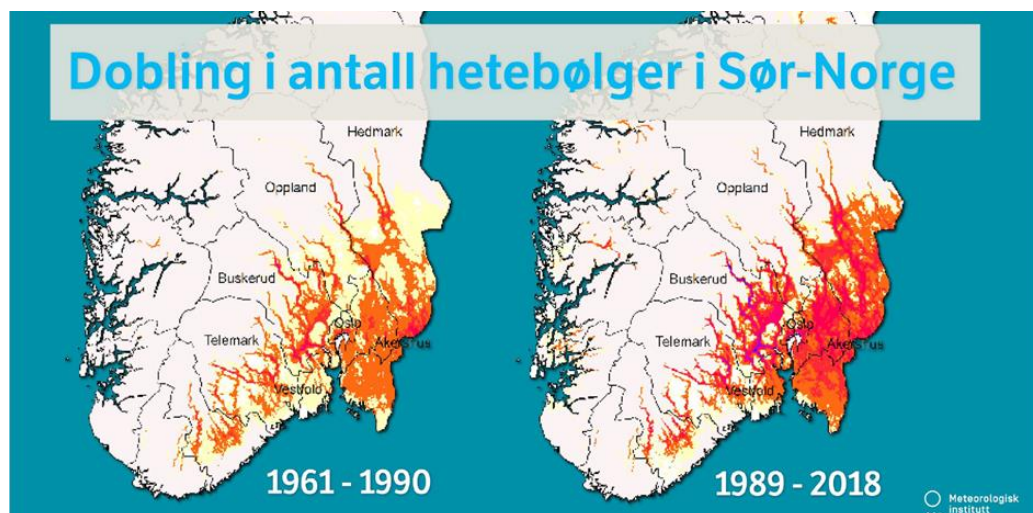 Dobling i antall hetebølger i Sør-Norge
Hedmark
Oppland
Buskerud
Oslo
Telemark
Akershus
Vestfold
1961 - 1990
Hedmark
Oppland
Buskerud
Oslo
Telemark
Akershus
Vestfold
1989 - 2018
Meteorologisk
institutt